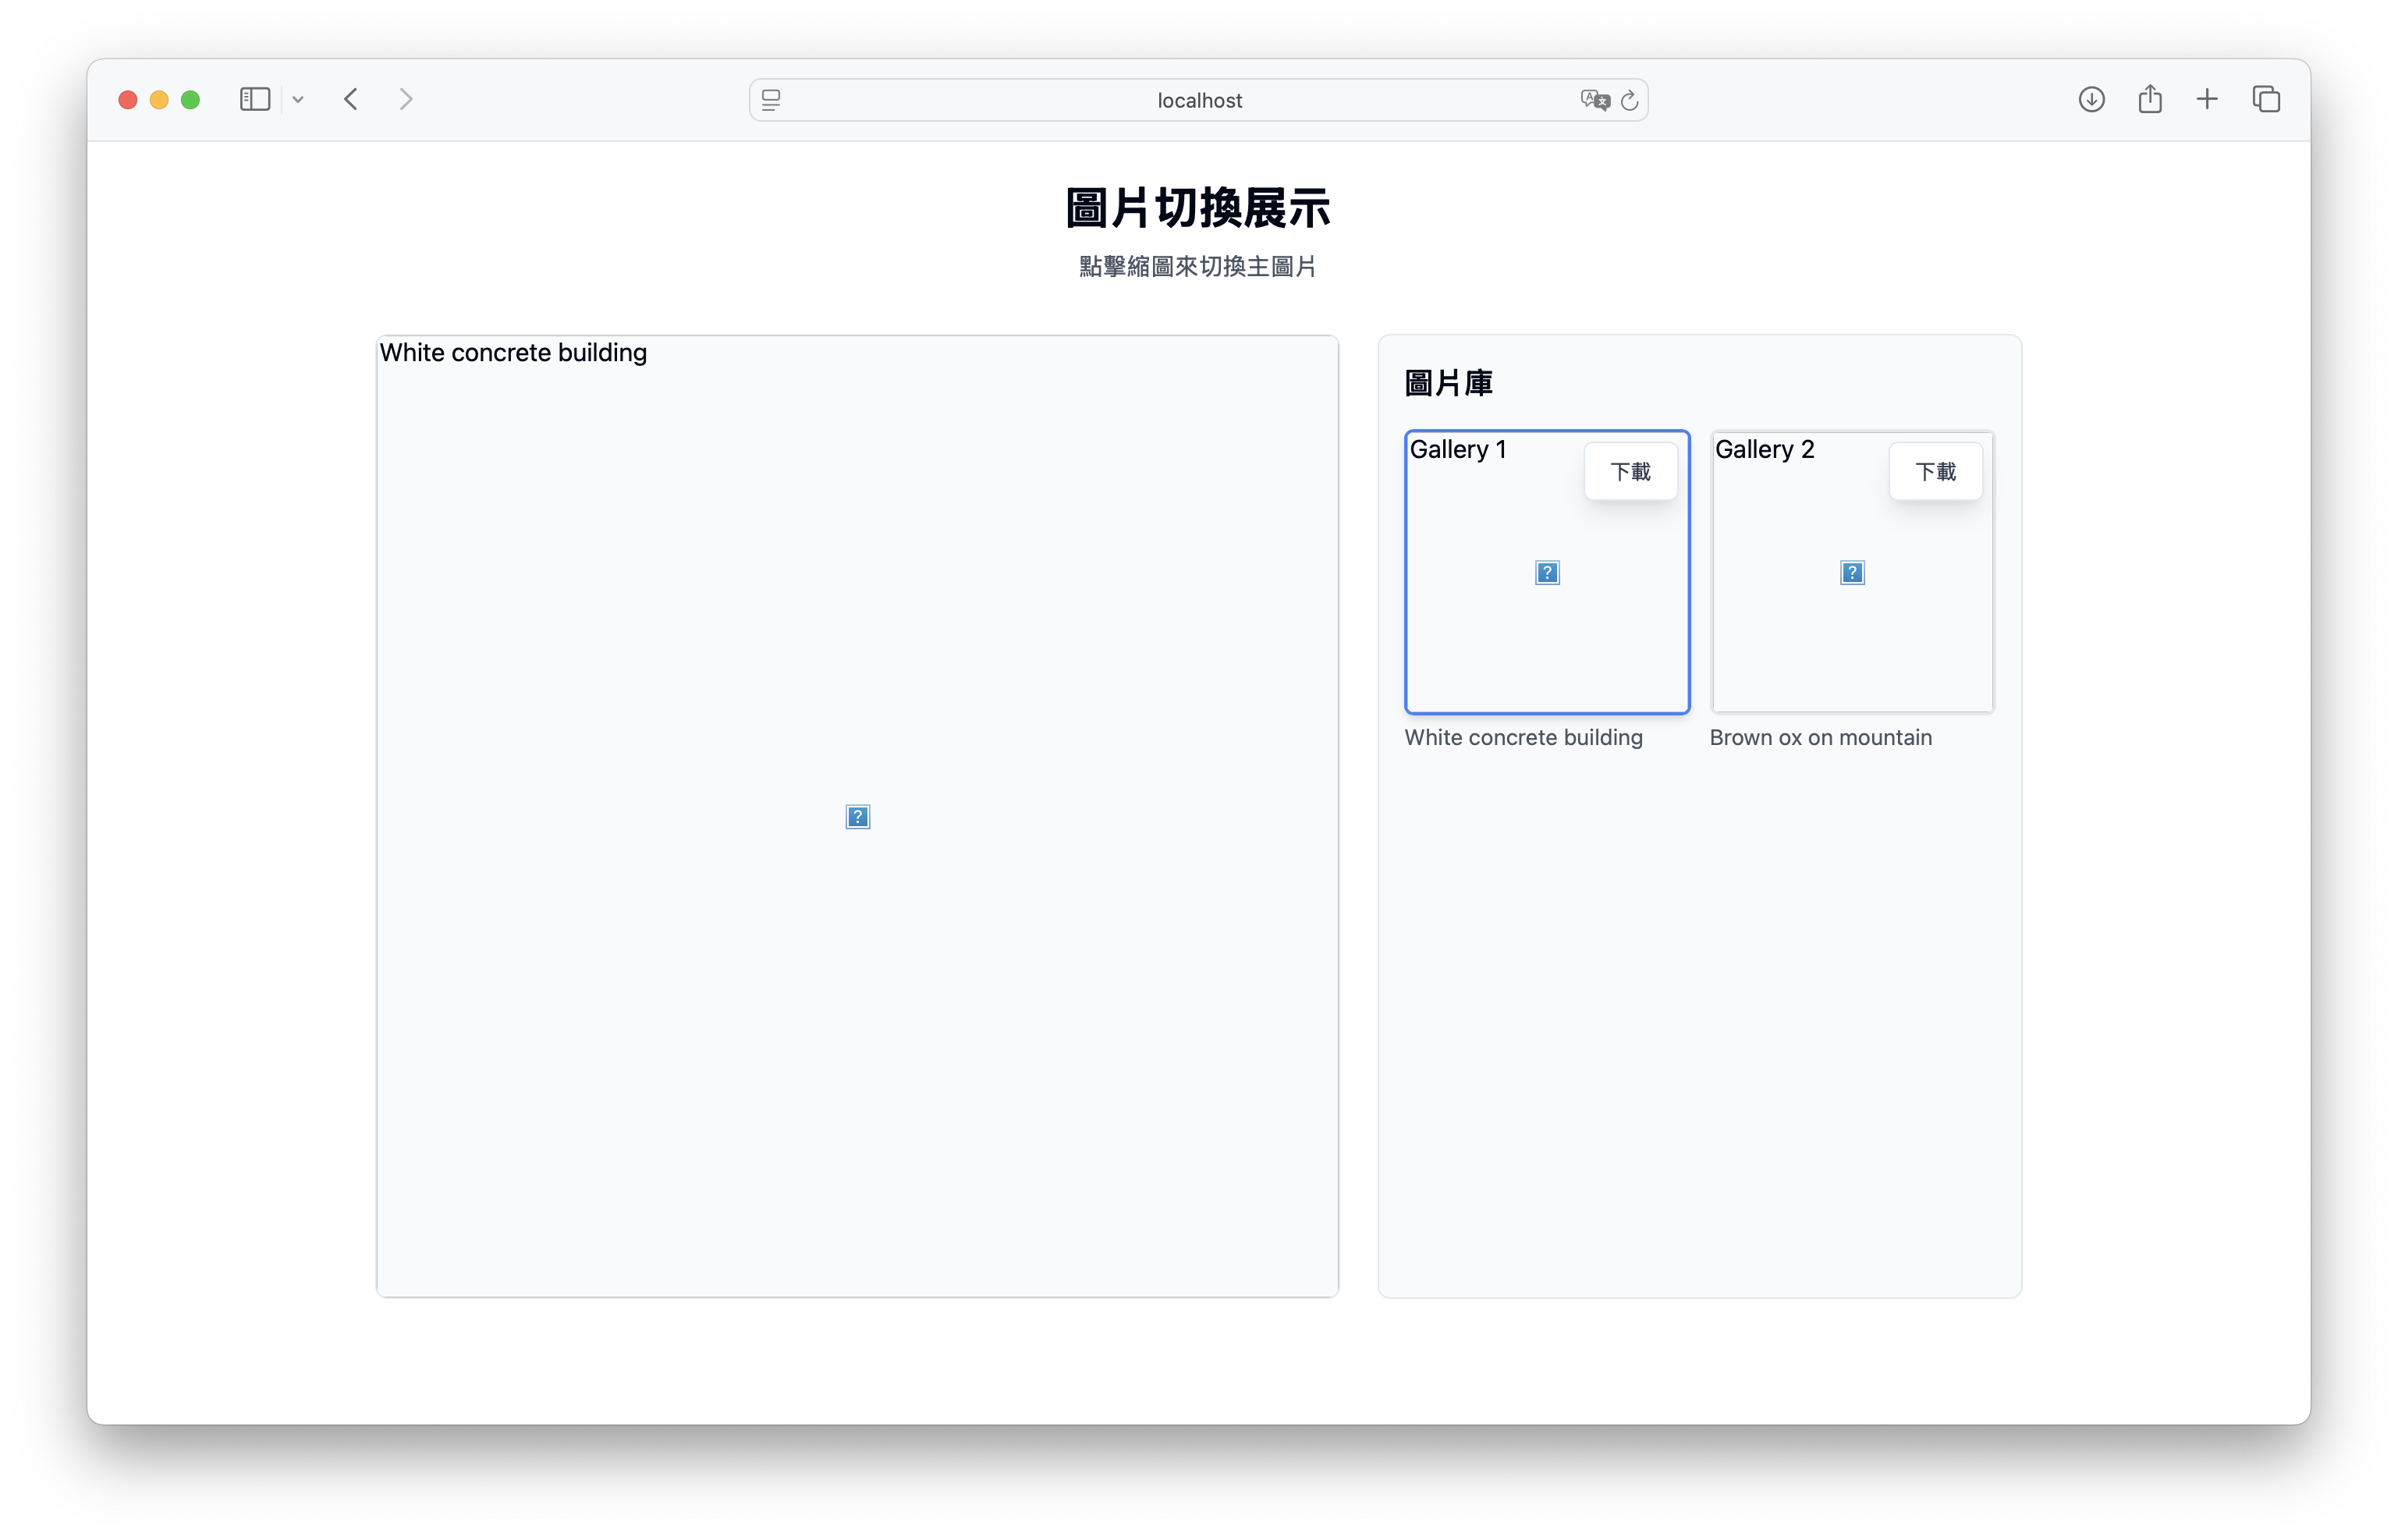 localhost
圖片切換展示
點擊縮圖來切換主圖片
White concrete building
圖片庫
Gallery 1
下載
Gallery 2
下載
White concrete building
Brown ox on mountain